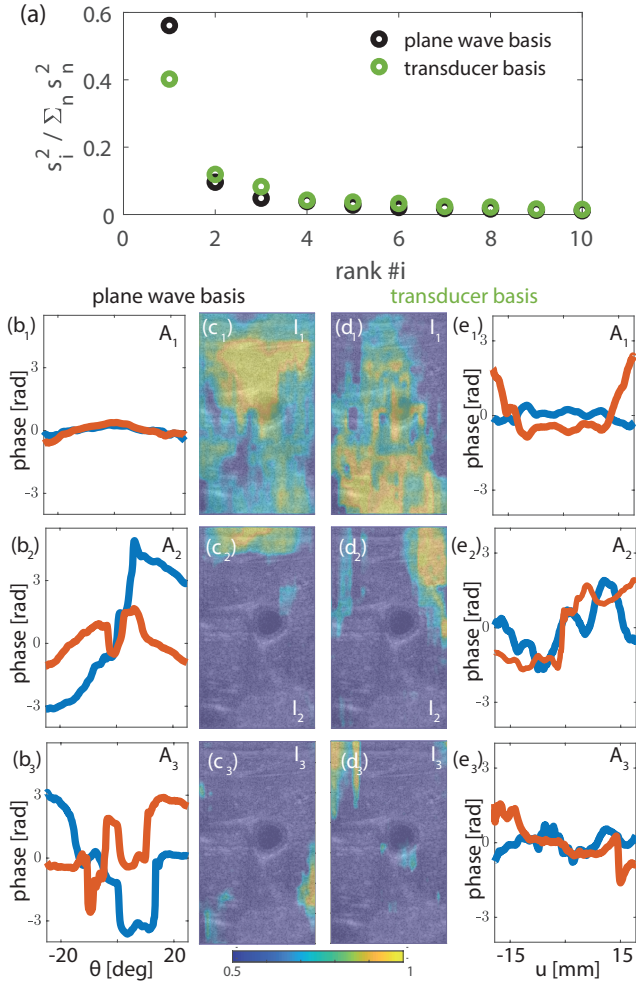 (a)
s_i^2 / Σ_n s_n^2
0.6
0.4
0.2
0
plane wave basis
transducer basis
0 2 4 6 8 10
rank #i
plane wave basis transducer basis
(b₁) A₁ (c₁) I₁ (d₁) I₁ (e₁) A₁
phase [rad] 3 0 -3
phase [rad] 3 0 -3
(b₂) A₂ (c₂) I₂ (d₂) I₂ (e₂) A₂
phase [rad] 3 0 -3
phase [rad] 3 0 -3
(b₃) A₃ (c₃) I₃ (d₃) I₃ (e₃) A₃
phase [rad] 3 0 -3
phase [rad] 3 0 -3
-20 0 20
θ [deg]
0.5 1
-15 0 15
u [mm]